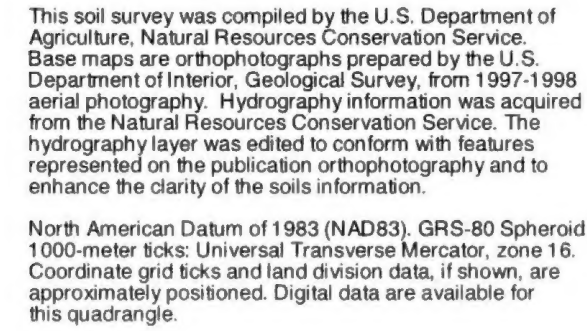 This soil survey was compiled by the U.S. Department of
Agriculture, Natural Resources Conservation Service.
Base maps are orthophotographs prepared by the U.S.
Department of Interior, Geological Survey, from 1997-1998
aerial photography. Hydrography information was acquired
from the Natural Resources Conservation Service. The
hydrography layer was edited to conform with features
represented on the publication orthophotography and to
enhance the clarity of the soils information.

North American Datum of 1983 (NAD83). GRS-80 Spheroid
1000-meter ticks: Universal Transverse Mercator, zone 16.
Coordinate grid ticks and land division data, if shown, are
approximately positioned. Digital data are available for
this quadrangle.